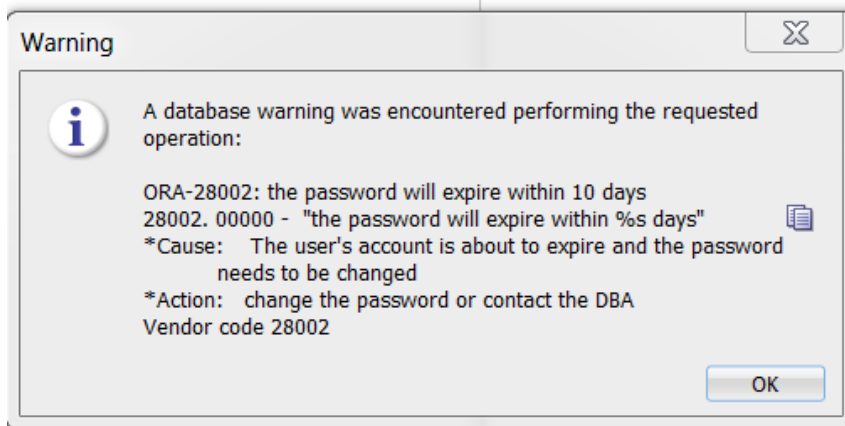 Warning
A database warning was encountered performing the requested
operation:
ORA-28002: the password will expire within 10 days
28002. 00000 -  "the password will expire within %s days"
*Cause:    The user's account is about to expire and the password
needs to be changed
*Action:   change the password or contact the DBA
Vendor code 28002
OK